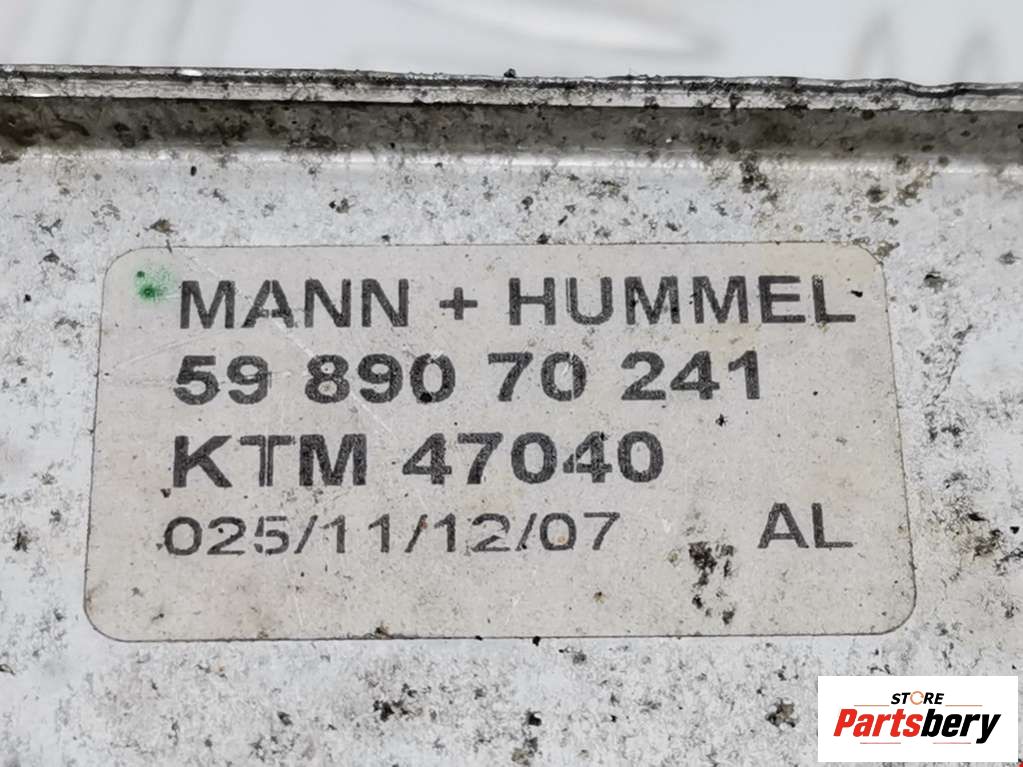 MANN + HUMMEL
59 890 70 241
KTM 47040
025/11/12/07 AL
STORE
Partsbery